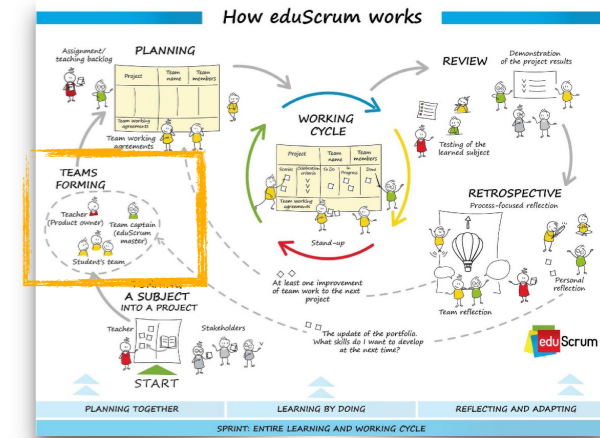 How eduScrum works
Assignment/
teaching backlog
PLANNING
Project
Team
name
Team
members
Team working
agreements
Team working
agreements
WORKING
CYCLE
Project
Team
name
Team
members
Stories
Celebration
criteria
To Do
In
Progress
Done
Team working
agreements
Stand-up
REVIEW
Demonstration
of the project results
Testing of the
learned subject
RETROSPECTIVE
Process-focused reflection
Personal
reflection
Team reflection
TEAMS
FORMING
Teacher
(Product owner)
Team captain
(eduScrum
master)
Student's team
A SUBJECT
INTO A PROJECT
Teacher
Stakeholders
START
At least one improvement
of team work to the next
project
The update of the portfolio.
What skills do I want to develop
at the next time?
edu Scrum
PLANNING TOGETHER
LEARNING BY DOING
REFLECTING AND ADAPTING
SPRINT: ENTIRE LEARNING AND WORKING CYCLE